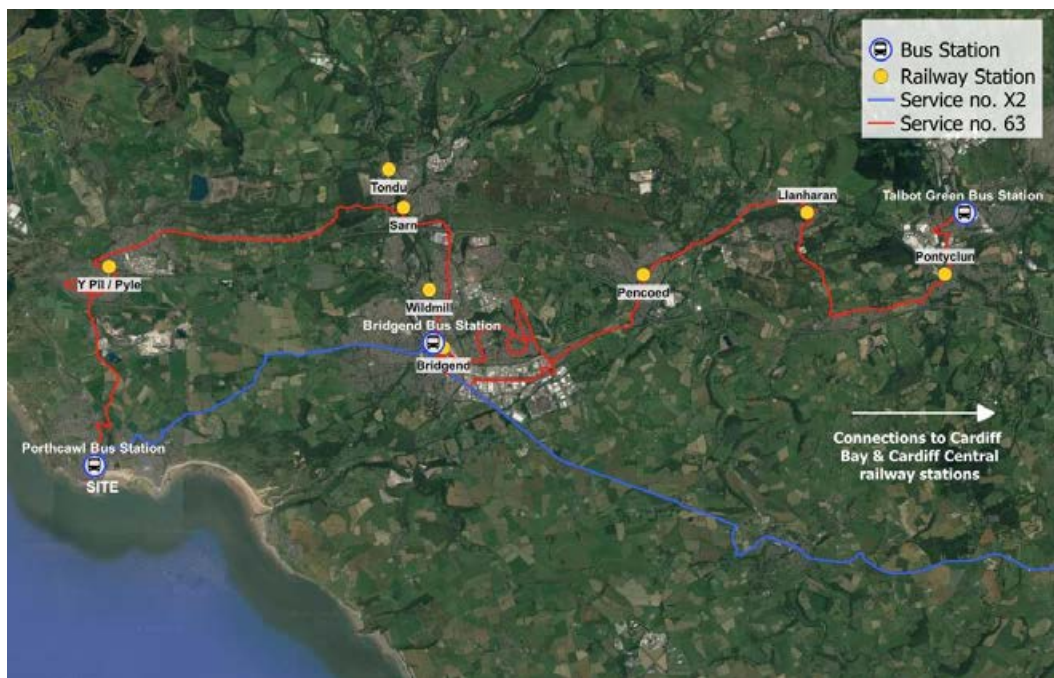 Bus Station
Railway Station
Service no. X2
Service no. 63
Tondu
Sarn
Llanharan
Talbot Green Bus Station
Pontyclun
Y Pîl / Pyle
Wildmill
Pencoed
Bridgend Bus Station
Bridgend
Porthcawl Bus Station
SITE
Connections to Cardiff
Bay & Cardiff Central
railway stations